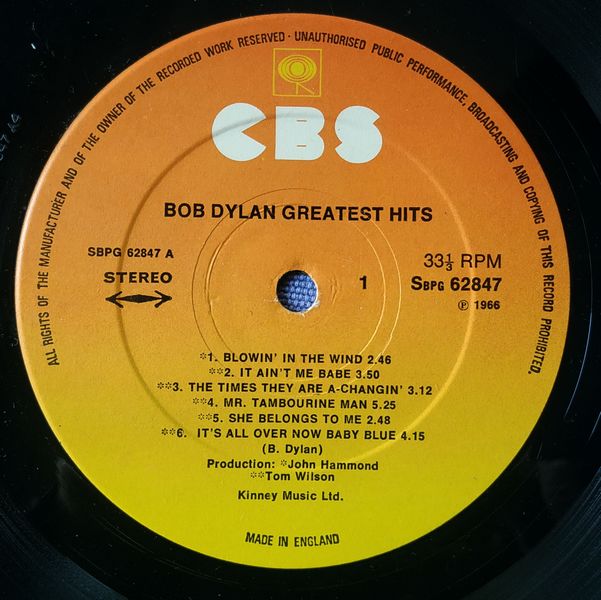 ALL RIGHTS OF THE MANUFACTURER AND OF THE OWNER OF THE RECORDED WORK RESERVED · UNAUTHORISED PUBLIC PERFORMANCE, BROADCASTING AND COPYING OF THIS RECORD PROHIBITED.
CBS
BOB DYLAN GREATEST HITS
SBPG 62847 A
STEREO
1
33⅓ RPM
SBPG 62847
℗ 1966
*1. BLOWIN' IN THE WIND 2.46
**2. IT AIN'T ME BABE 3.50
**3. THE TIMES THEY ARE A-CHANGIN' 3.12
**4. MR. TAMBOURINE MAN 5.25
**5. SHE BELONGS TO ME 2.48
**6. IT'S ALL OVER NOW BABY BLUE 4.15
(B. Dylan)
Production: *John Hammond
**Tom Wilson
Kinney Music Ltd.
MADE IN ENGLAND